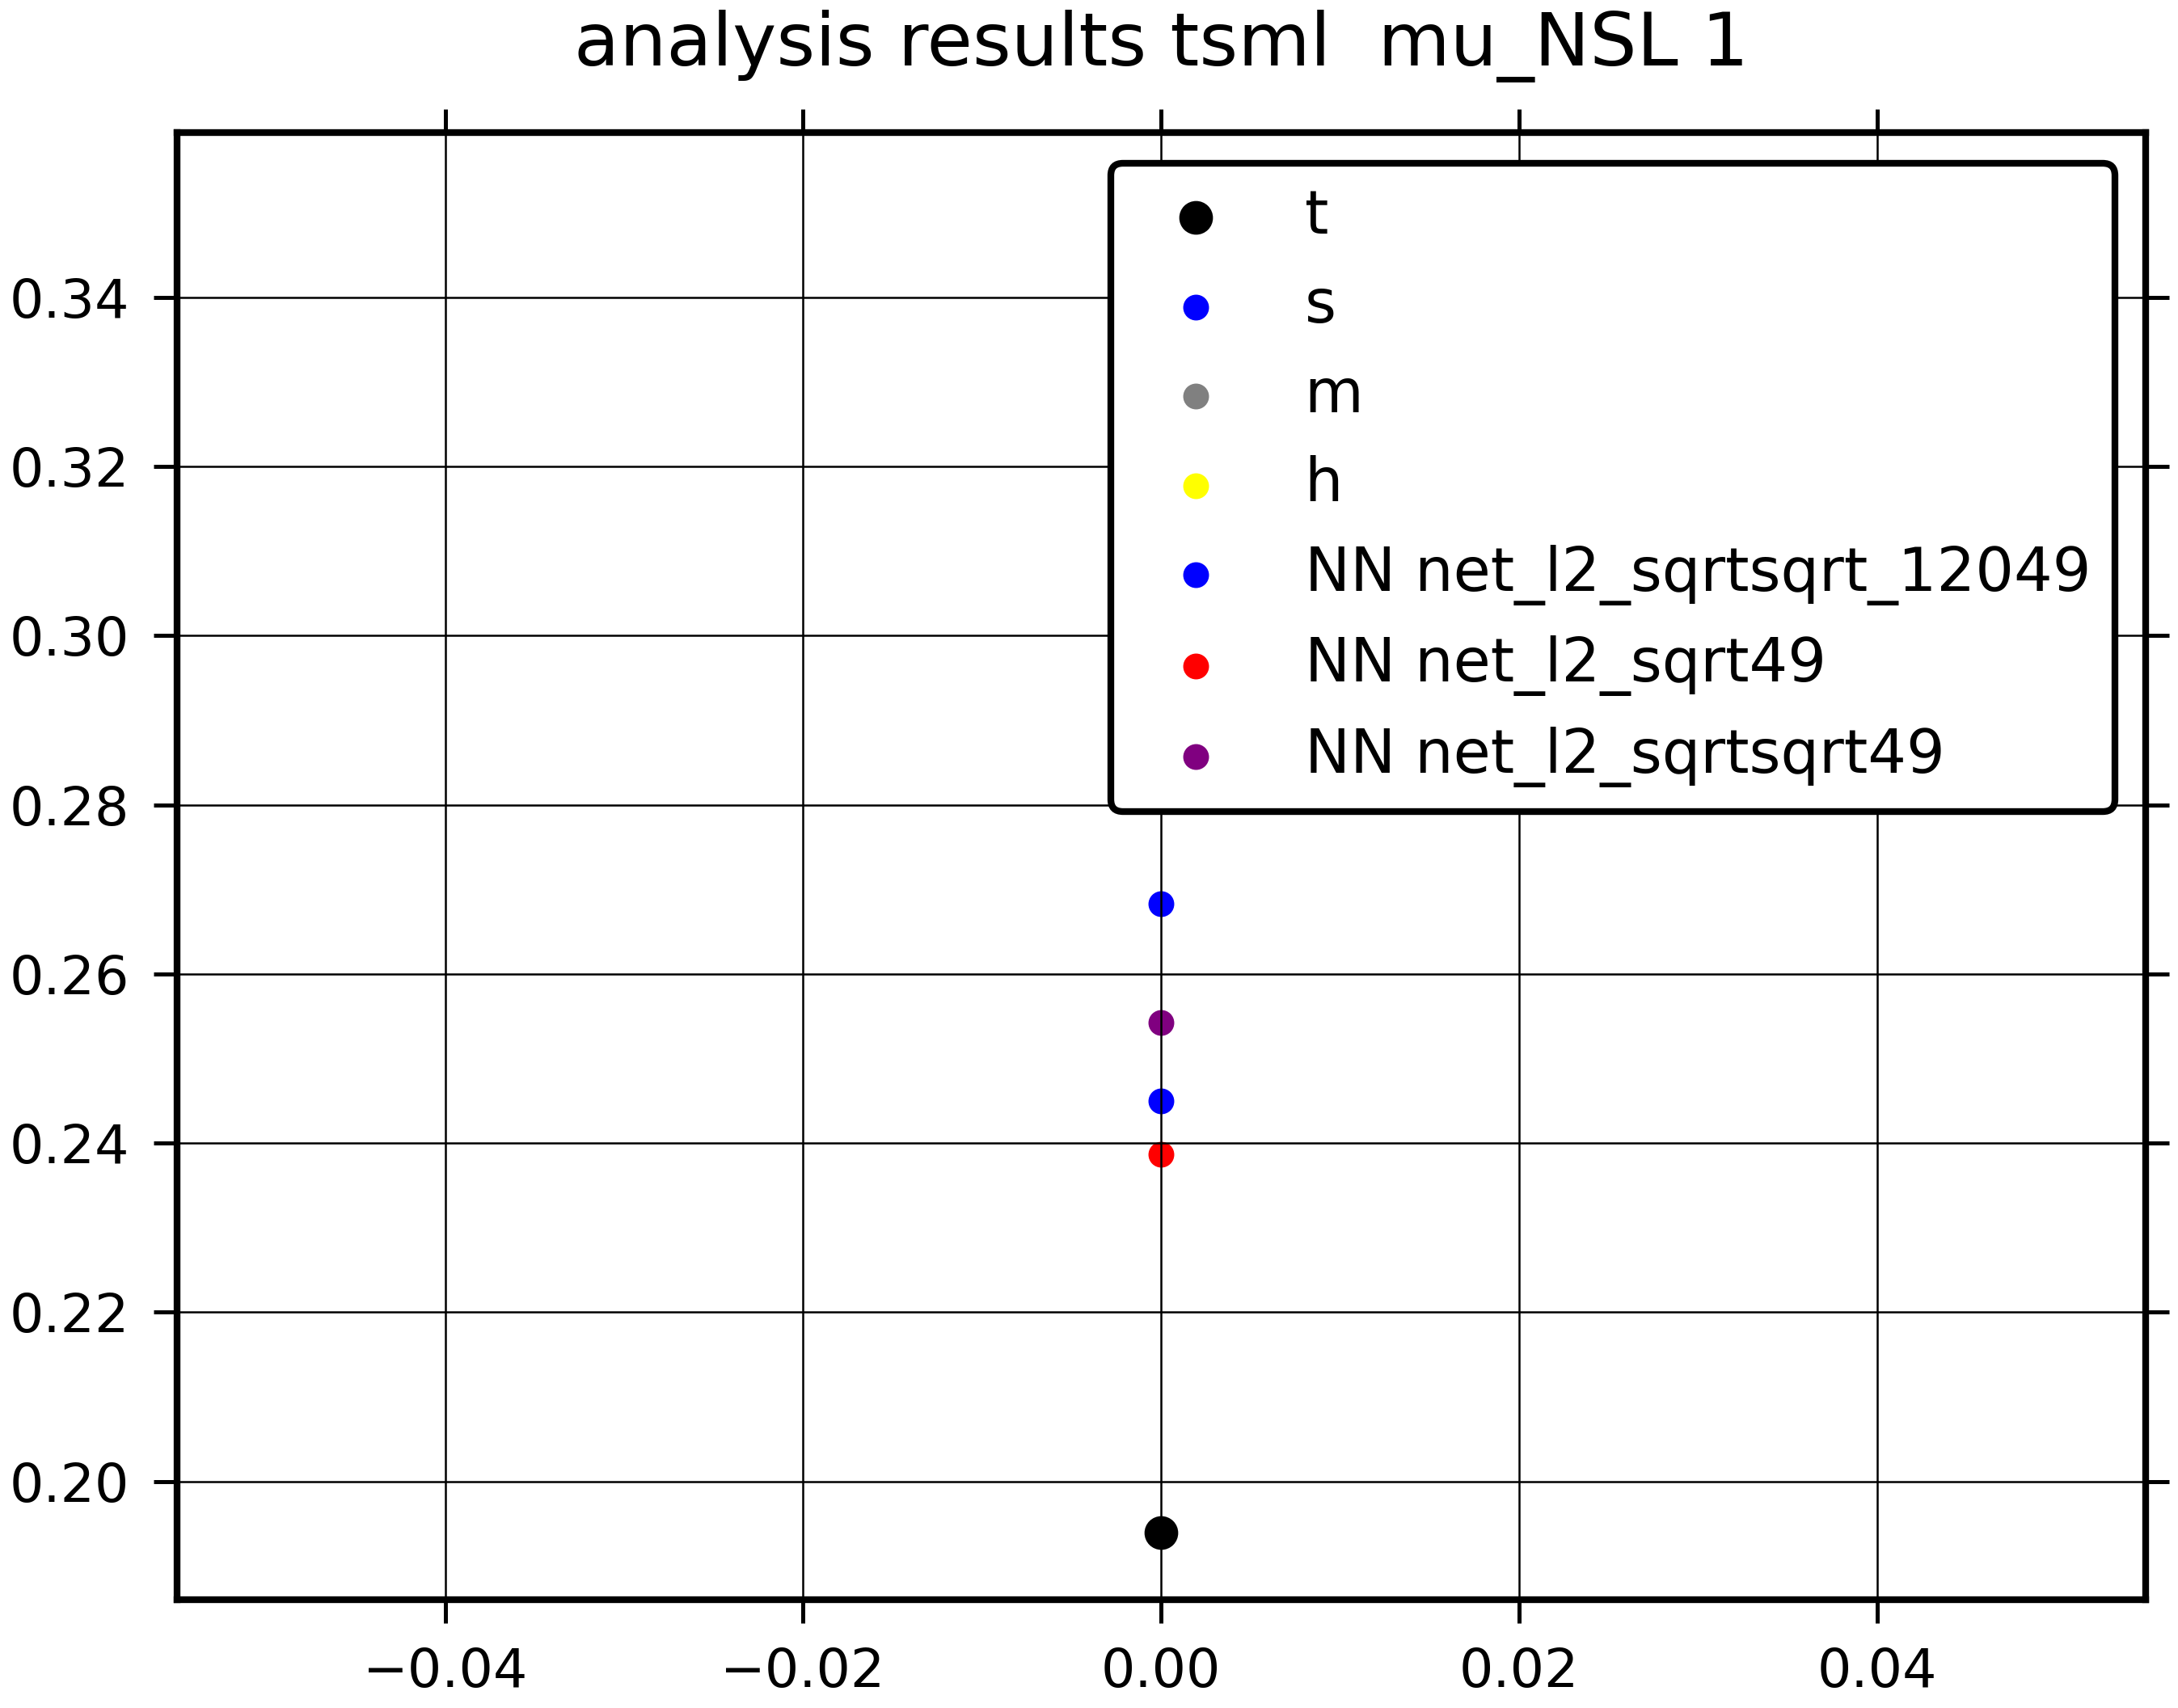 analysis results tsml  mu_NSL 1
t
s
m
h
NN net_l2_sqrtsqrt_12049
NN net_l2_sqrt49
NN net_l2_sqrtsqrt49
0.34
0.32
0.30
0.28
0.26
0.24
0.22
0.20
−0.04 −0.02 0.00 0.02 0.04